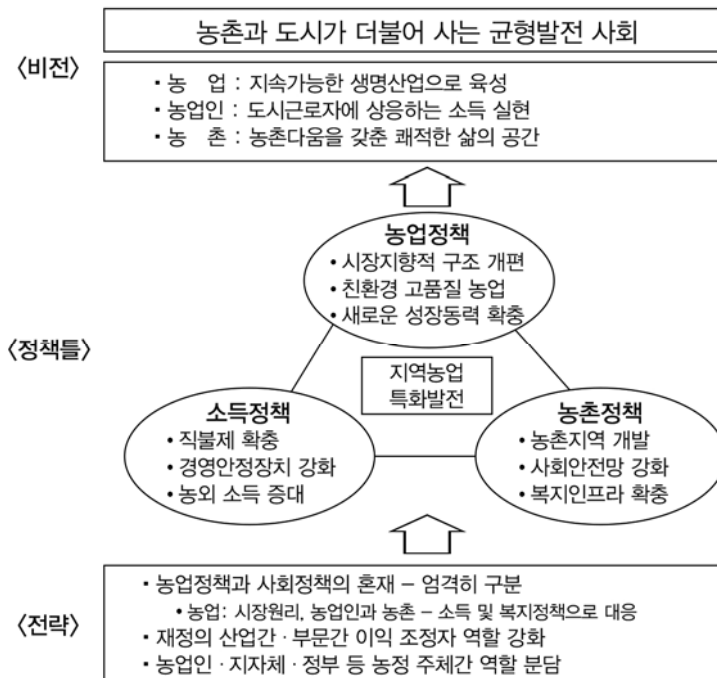 농촌과 도시가 더불어 사는 균형발전 사회
〈비전〉
▪ 농 업 : 지속가능한 생명산업으로 육성
▪ 농업인 : 도시근로자에 상응하는 소득 실현
▪ 농 촌 : 농촌다움을 갖춘 쾌적한 삶의 공간
농업정책
• 시장지향적 구조 개편
• 친환경 고품질 농업
• 새로운 성장동력 확충
〈정책틀〉
지역농업
특화발전
소득정책
• 직불제 확충
• 경영안정장치 강화
• 농외 소득 증대
농촌정책
• 농촌지역 개발
• 사회안전망 강화
• 복지인프라 확충
〈전략〉
▪ 농업정책과 사회정책의 혼재 – 엄격히 구분
• 농업: 시장원리, 농업인과 농촌 – 소득 및 복지정책으로 대응
▪ 재정의 산업간 · 부문간 이익 조정자 역할 강화
▪ 농업인 · 지자체 · 정부 등 농정 주체간 역할 분담